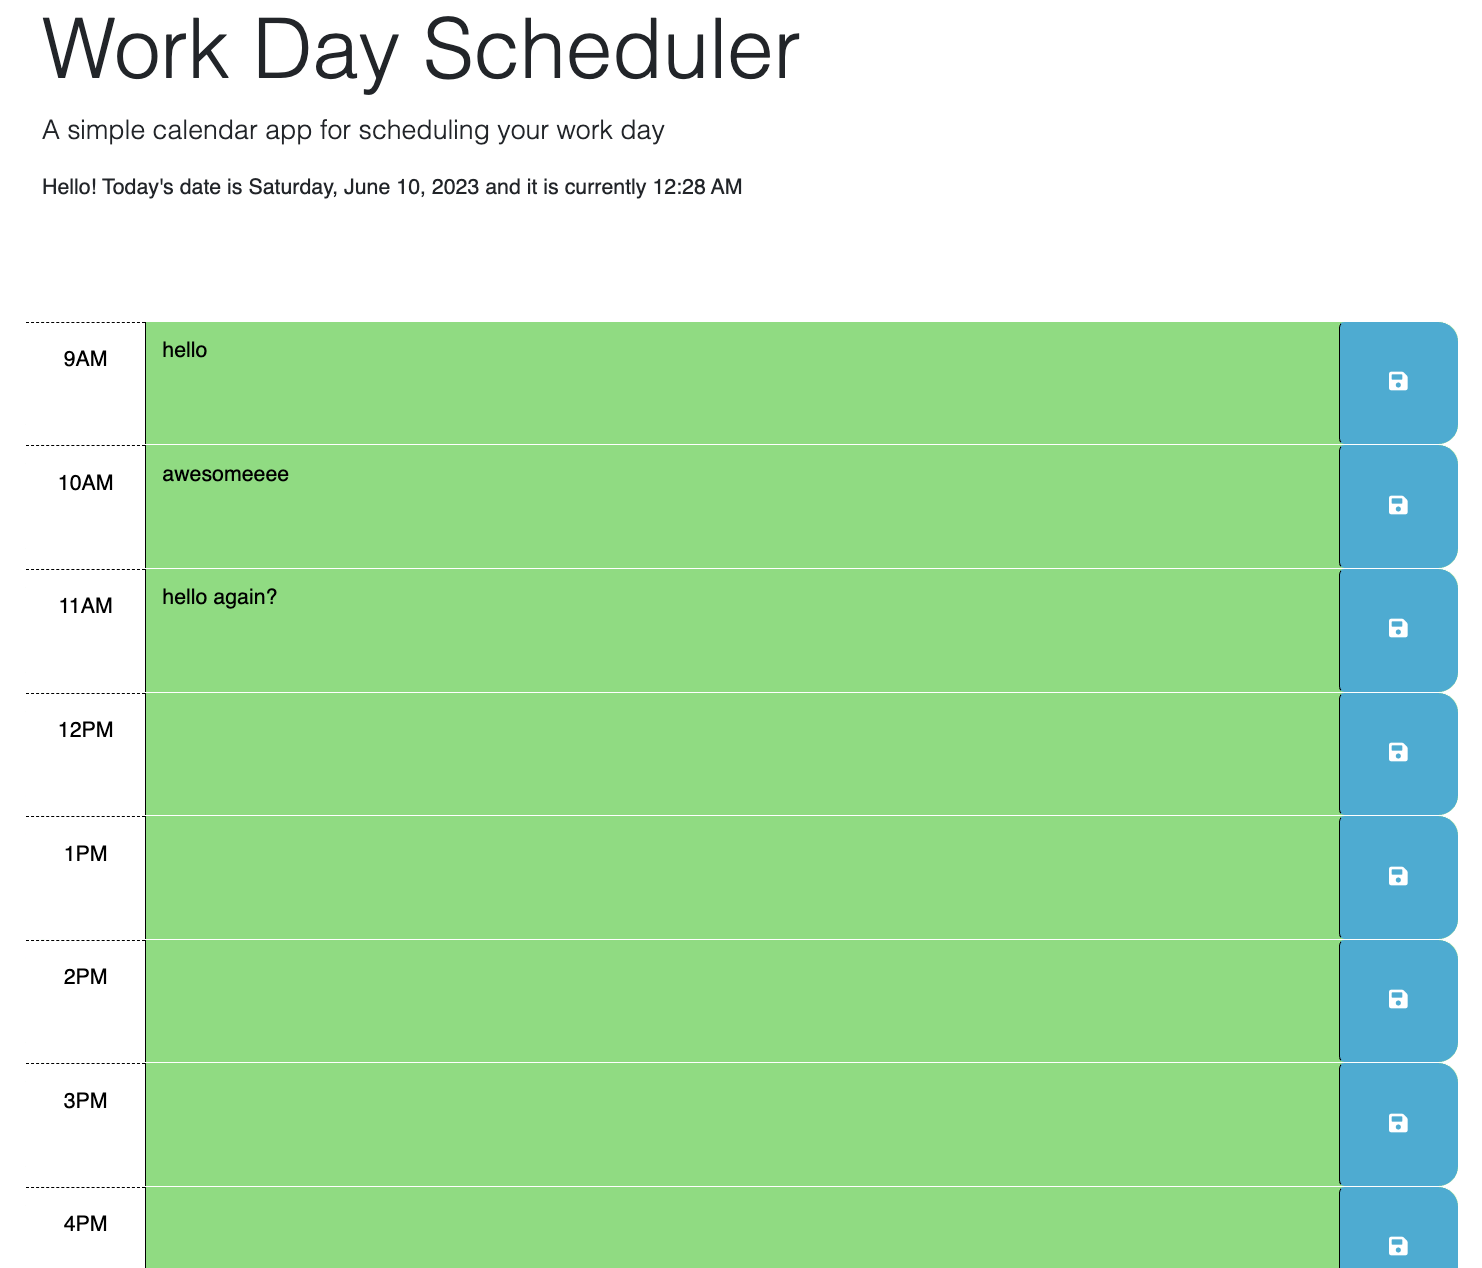 Work Day Scheduler
A simple calendar app for scheduling your work day
Hello! Today's date is Saturday, June 10, 2023 and it is currently 12:28 AM
9AM
hello
10AM
awesomeeee
11AM
hello again?
12PM
1PM
2PM
3PM
4PM